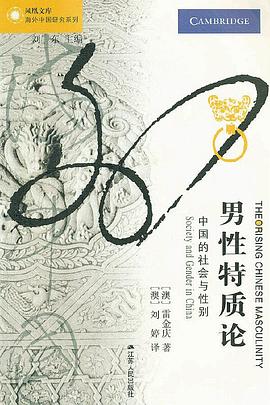 凤凰文库
海外中国研究系列
刘 东 主编
CAMBRIDGE
THEORISING CHINESE MASCULINITY
Society and Gender in China
男性特质论
中国的社会与性别
[澳] 雷金庆 著
[澳] 刘 婷 译
江苏人民出版社